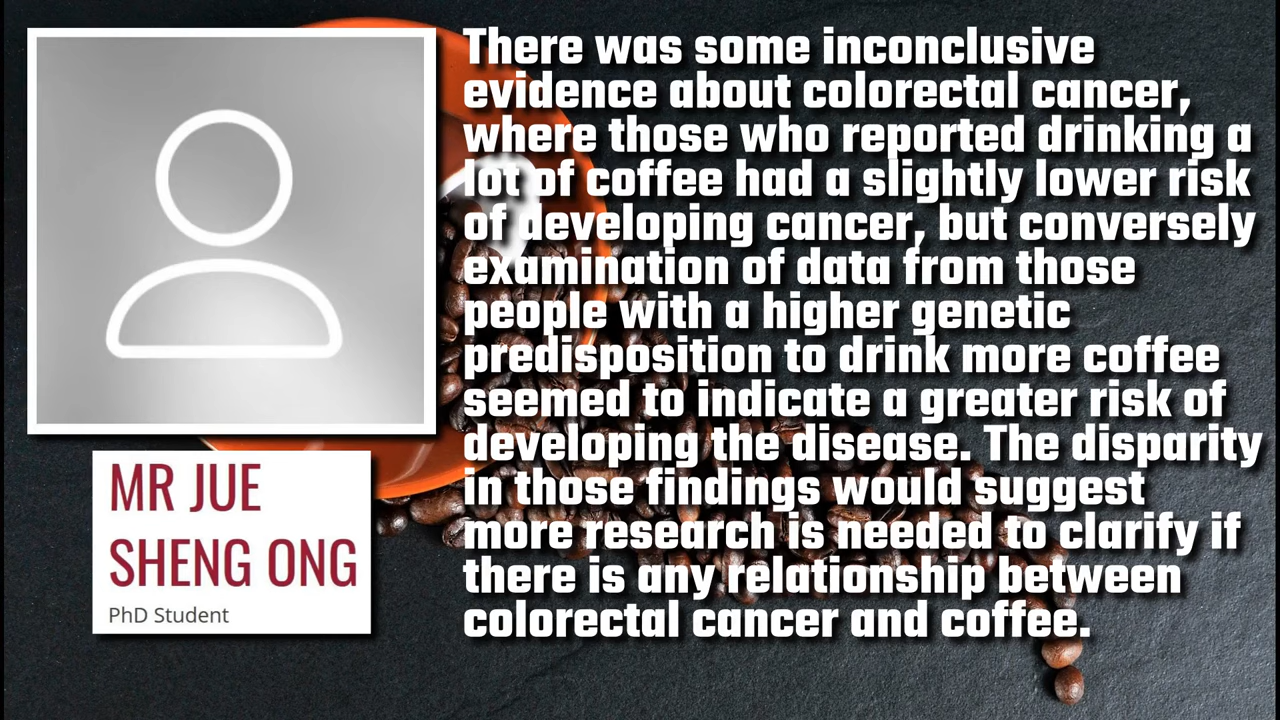 There was some inconclusive
evidence about colorectal cancer,
where those who reported drinking a
lot of coffee had a slightly lower risk
of developing cancer, but conversely
examination of data from those
people with a higher genetic
predisposition to drink more coffee
seemed to indicate a greater risk of
developing the disease. The disparity
in those findings would suggest
more research is needed to clarify if
there is any relationship between
colorectal cancer and coffee.
MR JUE
SHENG ONG
PhD Student